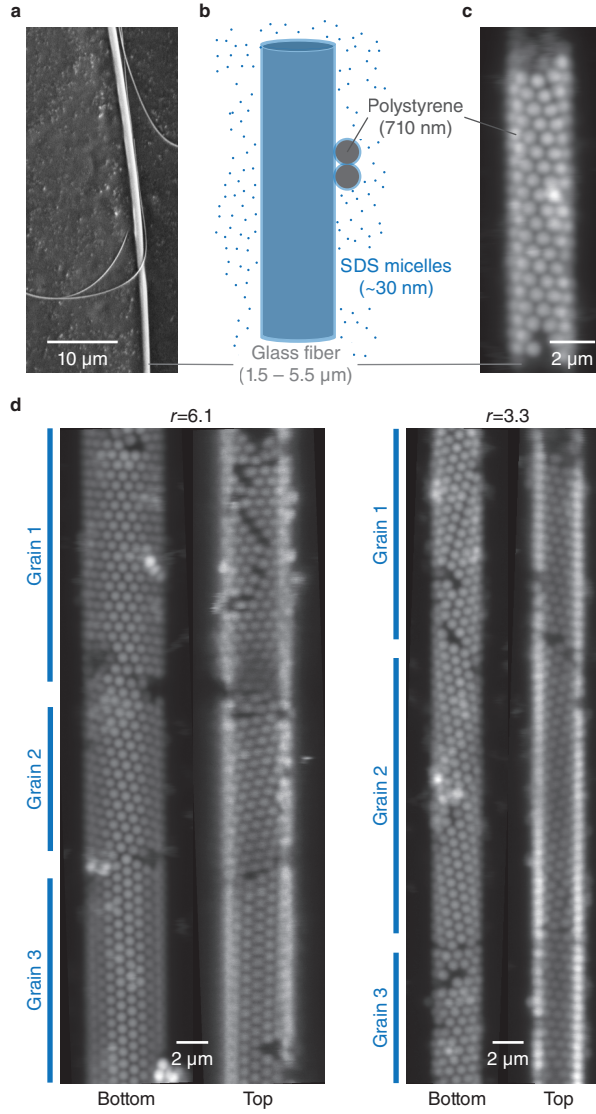 a
b
c
Polystyrene
(710 nm)
SDS micelles
(~30 nm)
10 µm
Glass fiber
(1.5 – 5.5 µm)
2 µm
d
r=6.1
r=3.3
Grain 1
Grain 2
Grain 3
2 µm
Bottom
Top
Grain 1
Grain 2
Grain 3
2 µm
Bottom
Top